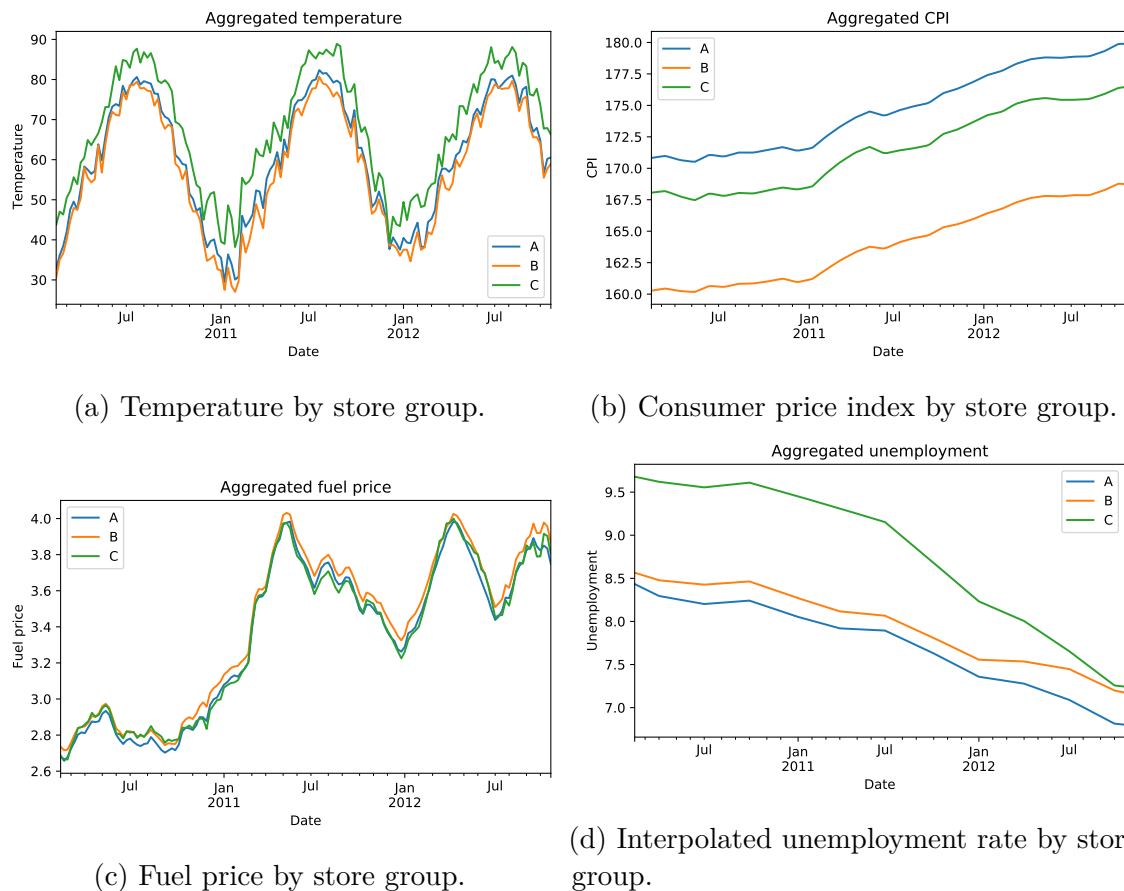 Aggregated temperature
90
80
70
60
50
40
30
Temperature
A
B
C
Jul
Jan
2011
Jul
Jan
2012
Jul
Date
(a) Temperature by store group.
Aggregated CPI
180.0
177.5
175.0
172.5
170.0
167.5
165.0
162.5
160.0
CPI
A
B
C
Jul
Jan
2011
Jul
Jan
2012
Jul
Date
(b) Consumer price index by store group.
Aggregated fuel price
4.0
3.8
3.6
3.4
3.2
3.0
2.8
2.6
Fuel price
A
B
C
Jul
Jan
2011
Jul
Jan
2012
Jul
Date
(c) Fuel price by store group.
Aggregated unemployment
9.5
9.0
8.5
8.0
7.5
7.0
Unemployment
A
B
C
Jul
Jan
2011
Jul
Jan
2012
Jul
Date
(d) Interpolated unemployment rate by stor
group.